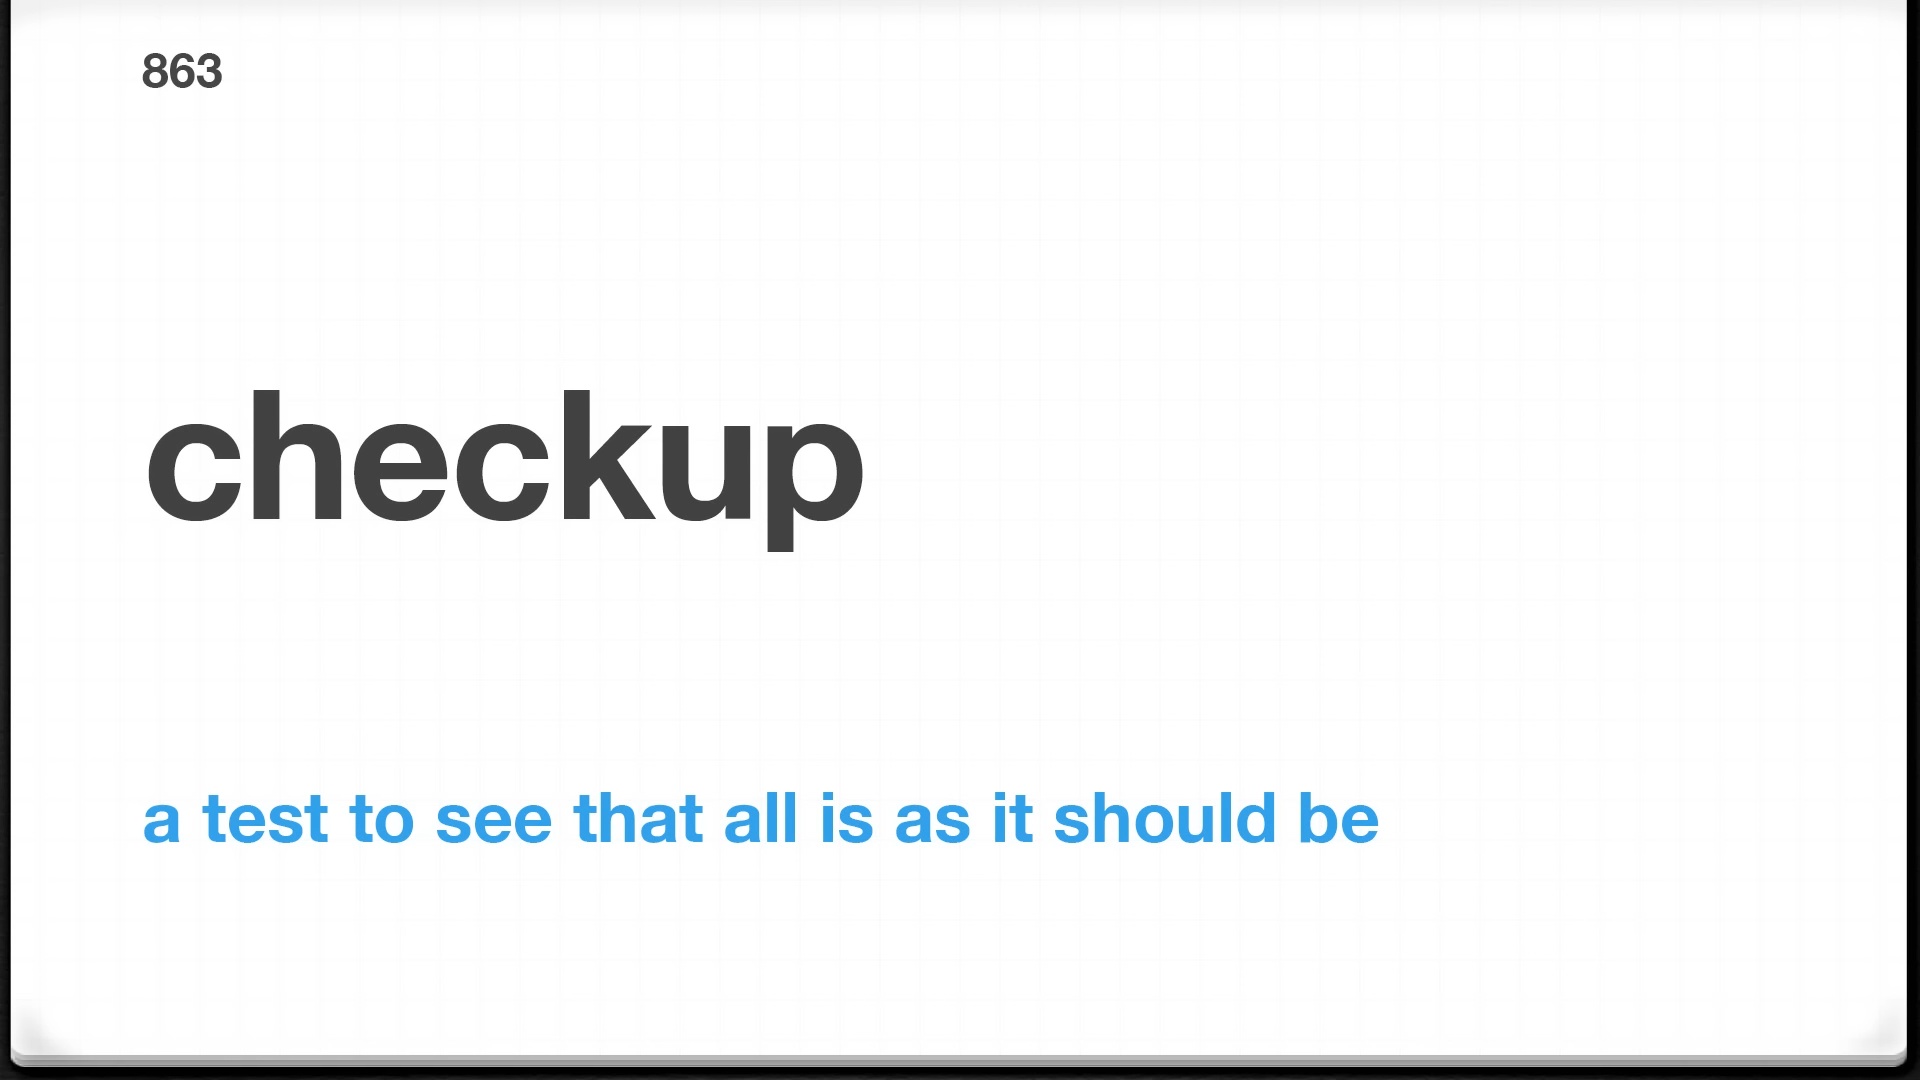 863
checkup
a test to see that all is as it should be